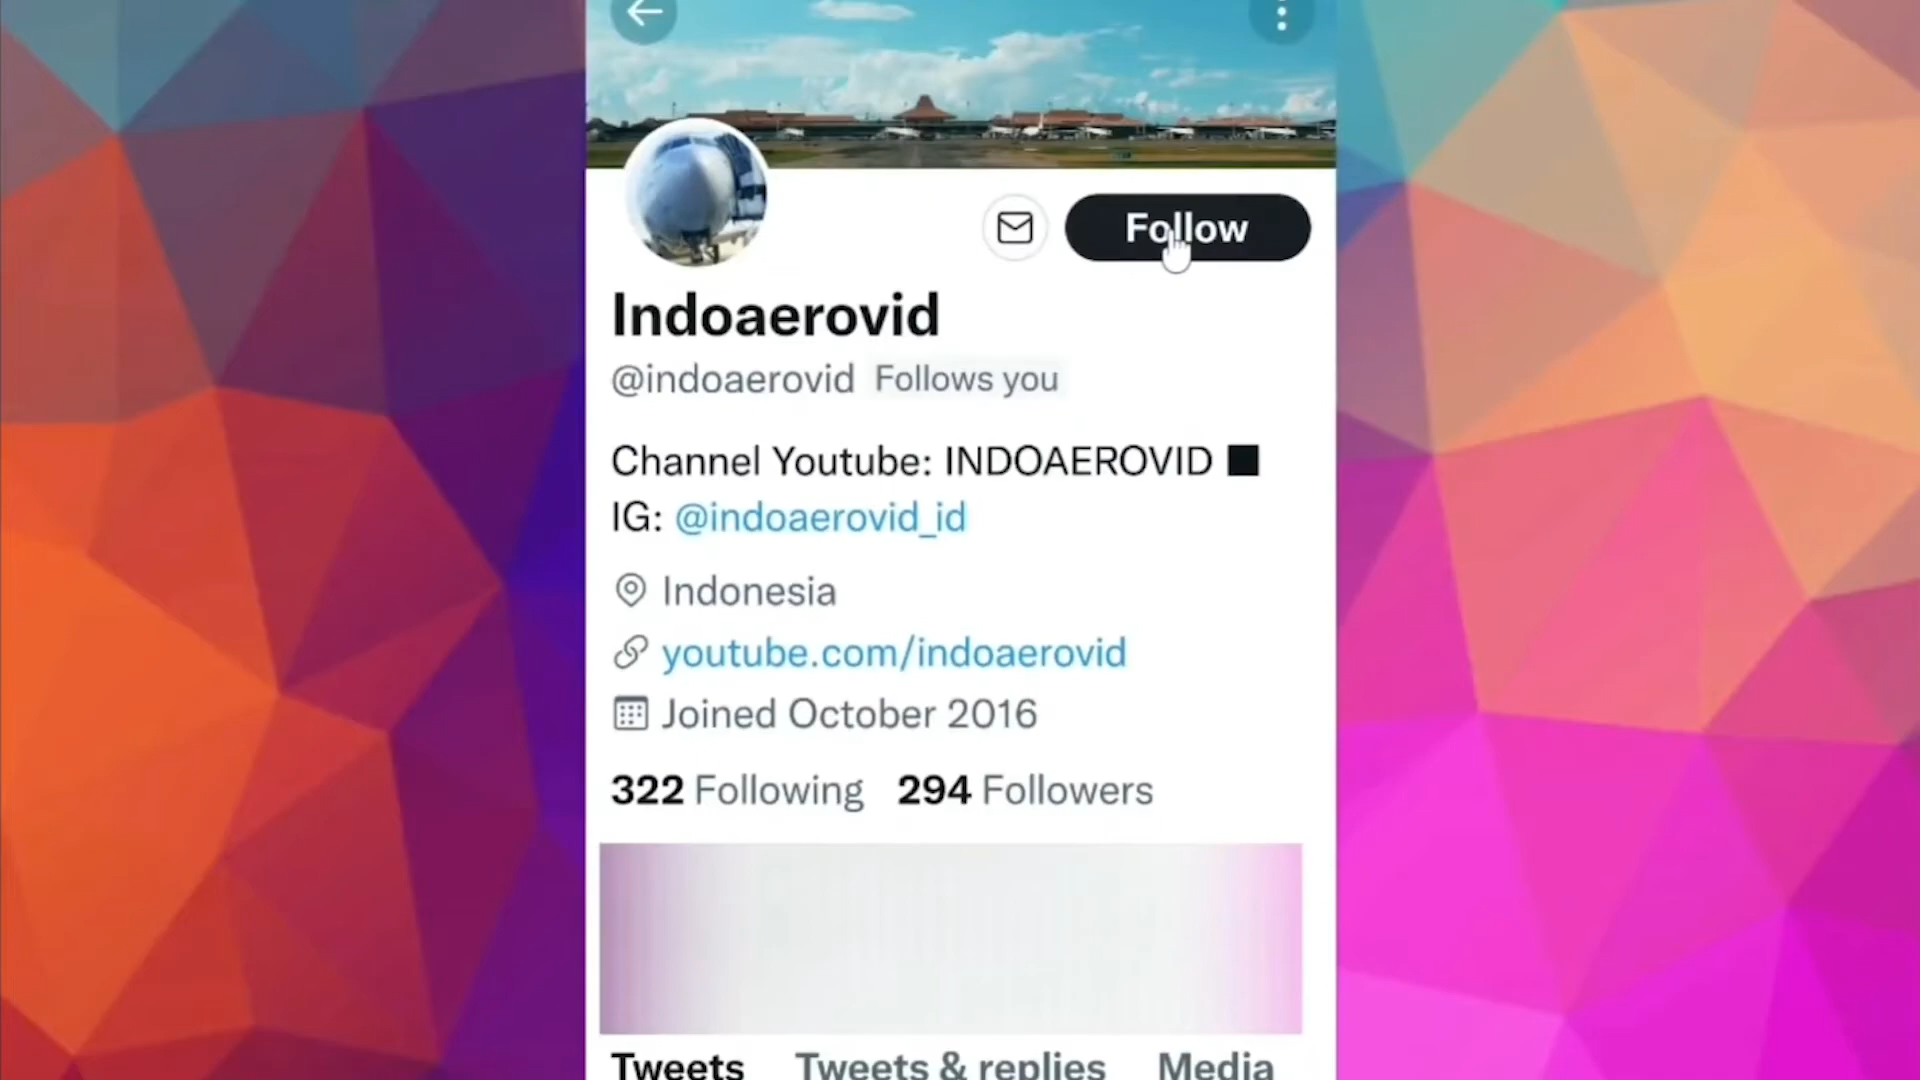 Follow
Indoaerovid
@indoaerovid Follows you
Channel Youtube: INDOAEROVID
IG: @indoaerovid_id
Indonesia
youtube.com/indoaerovid
Joined October 2016
322 Following 294 Followers
Tweets Tweets & replies Media